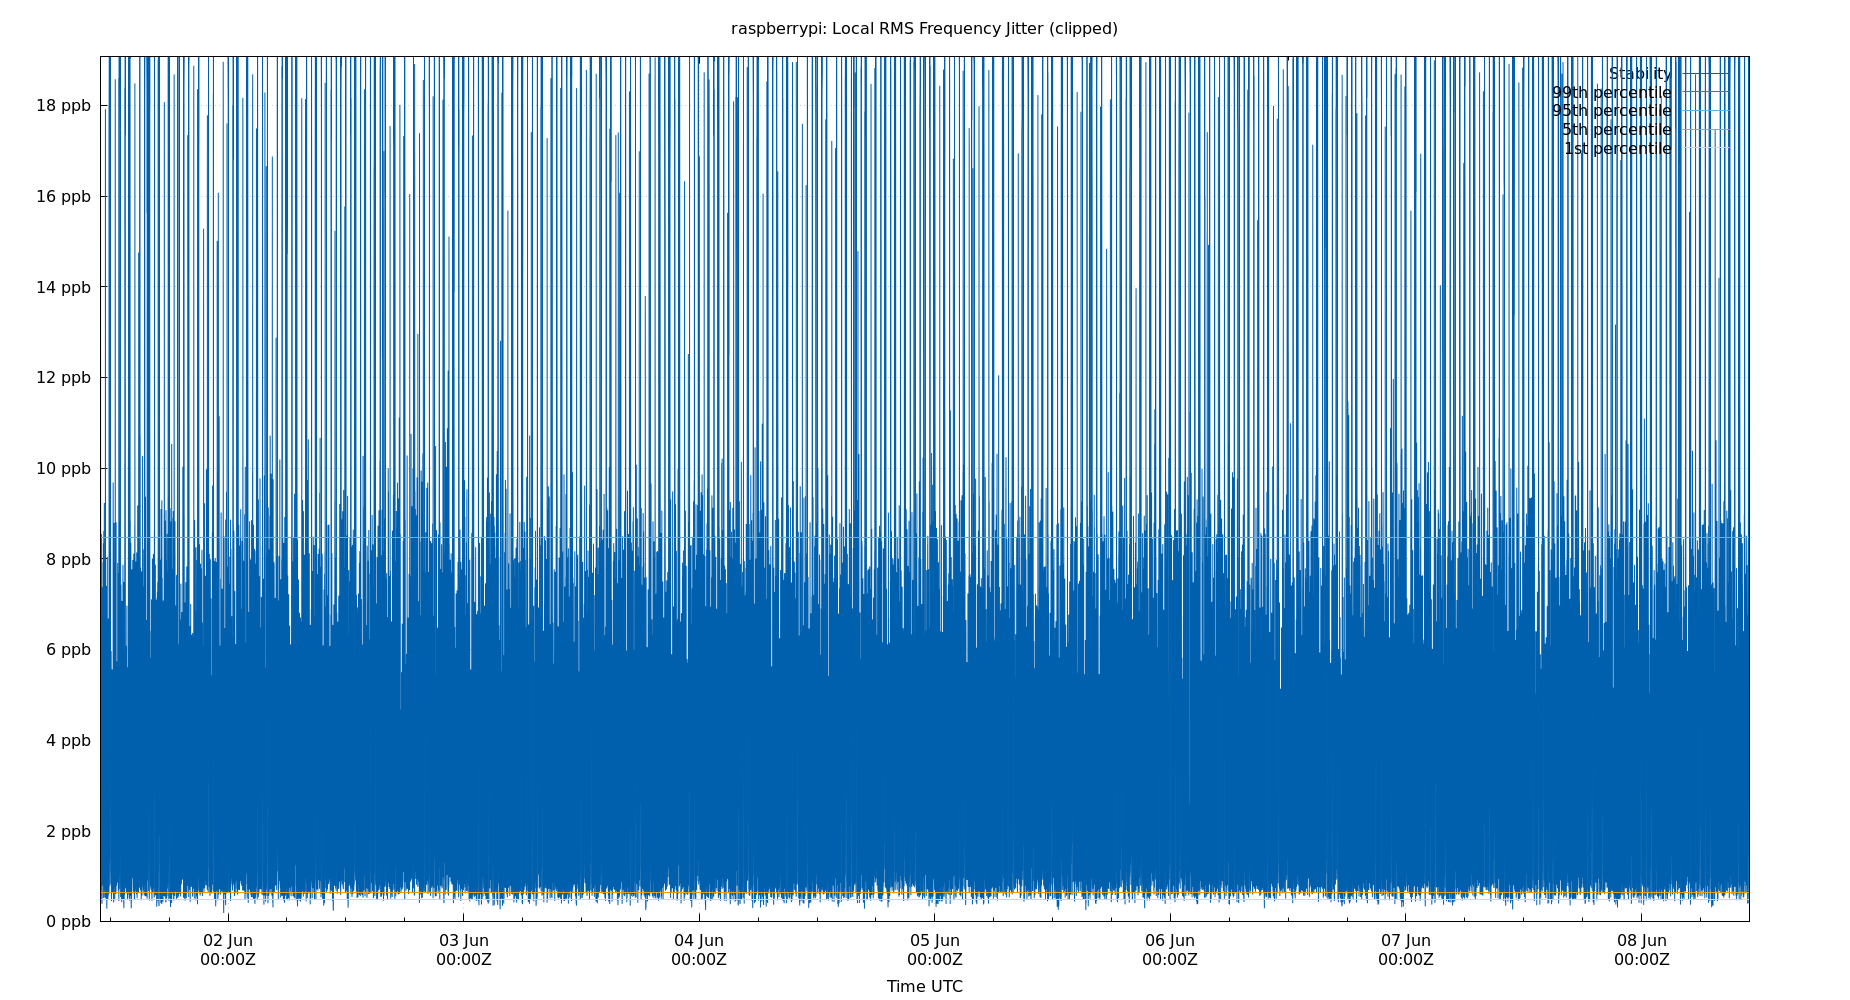 raspberrypi: Local RMS Frequency Jitter (clipped)
Stability
99th percentile
95th percentile
5th percentile
1st percentile
18 ppb
16 ppb
14 ppb
12 ppb
10 ppb
8 ppb
6 ppb
4 ppb
2 ppb
0 ppb
02 Jun 03 Jun 04 Jun 05 Jun 06 Jun 07 Jun 08 Jun
00:00Z 00:00Z 00:00Z 00:00Z 00:00Z 00:00Z 00:00Z
Time UTC